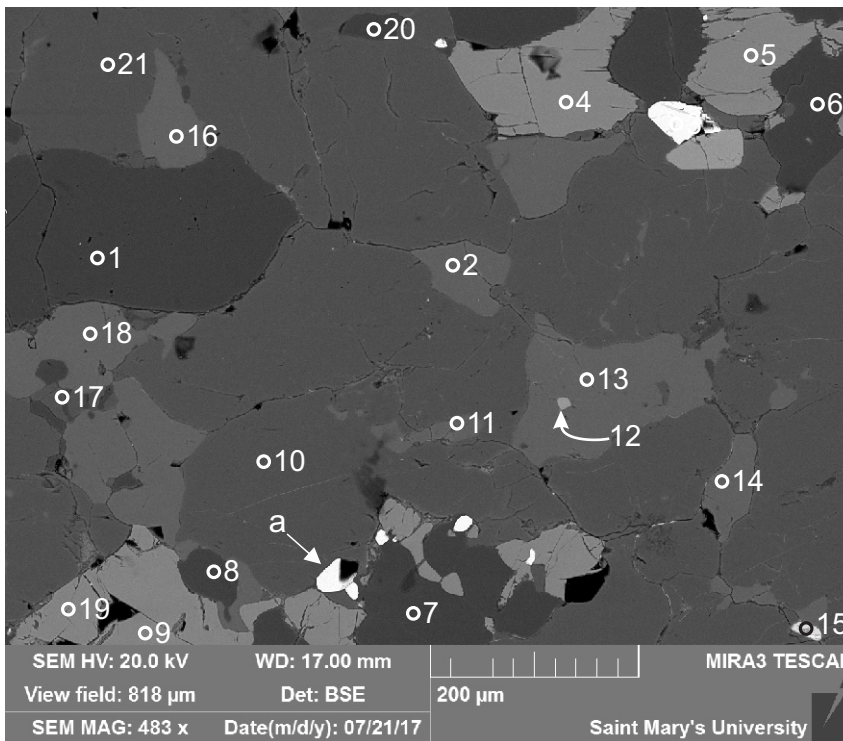 20
21
5
4
6
16
1
2
18
13
17
11
12
10
14
a
8
19
7
9
15
SEM HV: 20.0 kV
WD: 17.00 mm
MIRA3 TESCAN
View field: 818 µm
Det: BSE
200 µm
SEM MAG: 483 x
Date(m/d/y): 07/21/17
Saint Mary's University